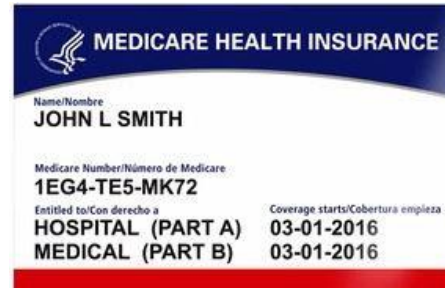 MEDICARE HEALTH INSURANCE
Name/Nombre
JOHN L SMITH
Medicare Number/Número de Medicare
1EG4-TE5-MK72
Entitled to/Con derecho a Coverage starts/Cobertura empieza
HOSPITAL (PART A) 03-01-2016
MEDICAL (PART B) 03-01-2016